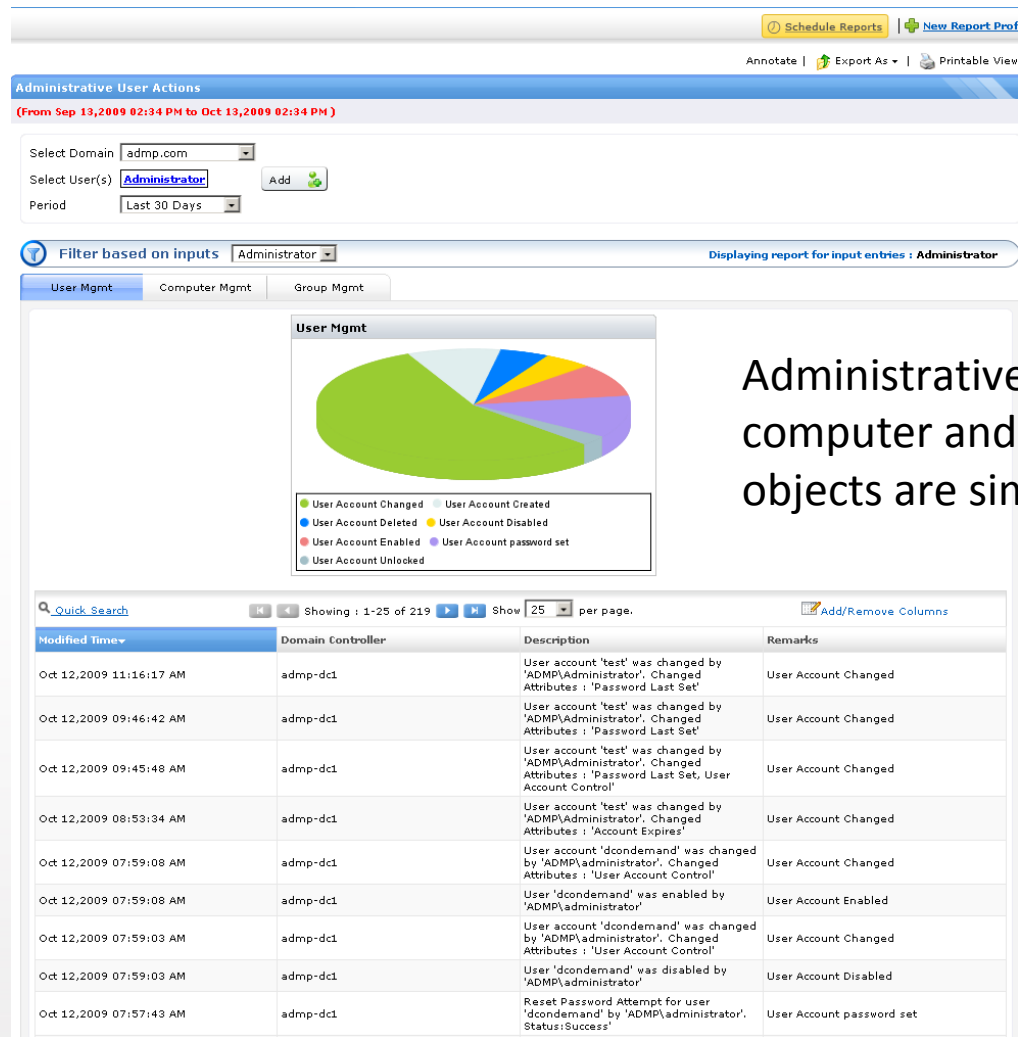 Schedule Reports | New Report Prof
Annotate | Export As | Printable View
Administrative User Actions
(From Sep 13,2009 02:34 PM to Oct 13,2009 02:34 PM )
Select Domain admp.com
Select User(s) Administrator Add
Period Last 30 Days
Filter based on inputs Administrator Displaying report for input entries : Administrator
User Mgmt Computer Mgmt Group Mgmt
User Mgmt
User Account Changed User Account Created
User Account Deleted User Account Disabled
User Account Enabled User Account password set
User Account Unlocked
Administrative
computer and
objects are sin
Quick Search Showing : 1-25 of 219 Show 25 per page. Add/Remove Columns
Modified Time Domain Controller Description Remarks
Oct 12,2009 11:16:17 AM admp-dc1 User account 'test' was changed by
'ADMP\Administrator'. Changed
Attributes : 'Password Last Set' User Account Changed
Oct 12,2009 09:46:42 AM admp-dc1 User account 'test' was changed by
'ADMP\Administrator'. Changed
Attributes : 'Password Last Set' User Account Changed
Oct 12,2009 09:45:48 AM admp-dc1 User account 'test' was changed by
'ADMP\Administrator'. Changed
Attributes : 'Password Last Set, User
Account Control' User Account Changed
Oct 12,2009 08:53:34 AM admp-dc1 User account 'test' was changed by
'ADMP\Administrator'. Changed
Attributes : 'Account Expires' User Account Changed
Oct 12,2009 07:59:08 AM admp-dc1 User account 'dcondemand' was changed
by 'ADMP\administrator'. Changed
Attributes : 'User Account Control' User Account Changed
Oct 12,2009 07:59:08 AM admp-dc1 User 'dcondemand' was enabled by
'ADMP\administrator' User Account Enabled
Oct 12,2009 07:59:03 AM admp-dc1 User account 'dcondemand' was changed
by 'ADMP\administrator'. Changed
Attributes : 'User Account Control' User Account Changed
Oct 12,2009 07:59:03 AM admp-dc1 User 'dcondemand' was disabled by
'ADMP\administrator' User Account Disabled
Oct 12,2009 07:57:43 AM admp-dc1 Reset Password Attempt for user
'dcondemand' by 'ADMP\administrator'.
Status:Success' User Account password set